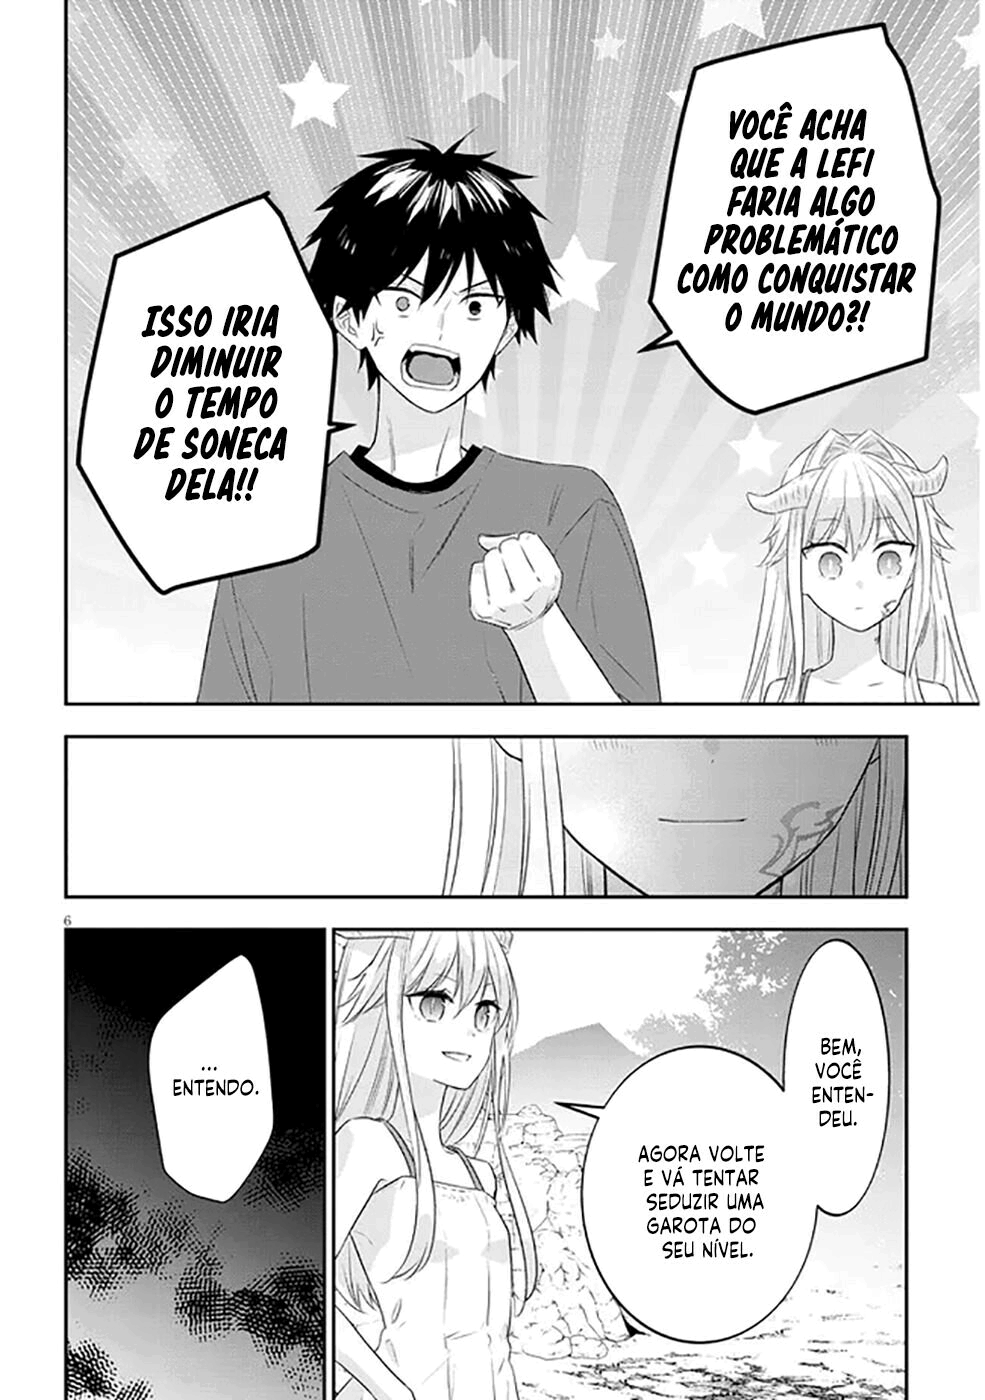 VOCÊ ACHA
QUE A LEFI
FARIA ALGO
PROBLEMÁTICO
COMO CONQUISTAR
O MUNDO?!
ISSO IRIA
DIMINUIR
O TEMPO
DE SONECA
DELA!!
6
BEM,
VOCÊ
ENTEN-
DEU.
AGORA VOLTE
E VÁ TENTAR
SEDUZIR UMA
GAROTA DO
SEU NÍVEL.
...
ENTENDO.